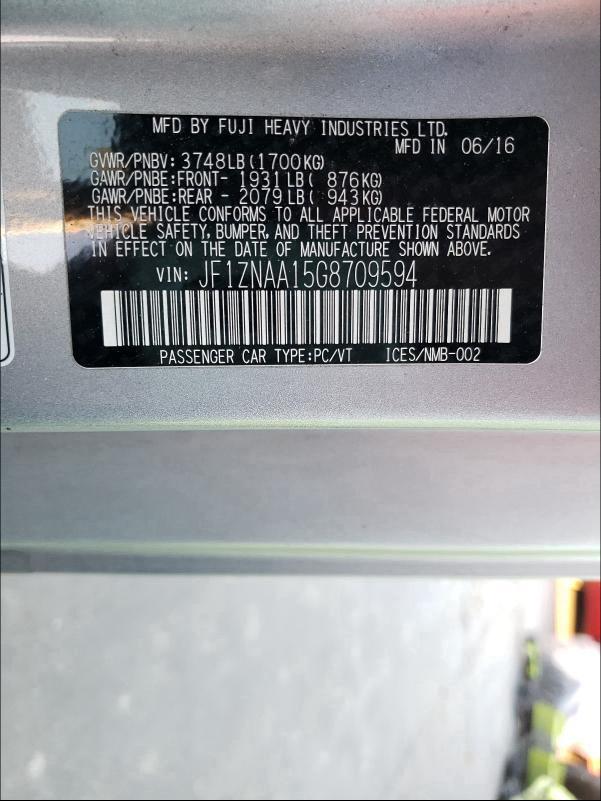 MFD BY FUJI HEAVY INDUSTRIES LTD.
MFD IN 06/16
GVWR/PNBV: 3748LB(1700KG)
GAWR/PNBE:FRONT- 1931LB( 876KG)
GAWR/PNBE:REAR - 2079LB( 943KG)
THIS VEHICLE CONFORMS TO ALL APPLICABLE FEDERAL MOTOR
VEHICLE SAFETY, BUMPER, AND THEFT PREVENTION STANDARDS
IN EFFECT ON THE DATE OF MANUFACTURE SHOWN ABOVE.
VIN: JF1ZNAA15G8709594
PASSENGER CAR TYPE:PC/VT ICES/NMB-002